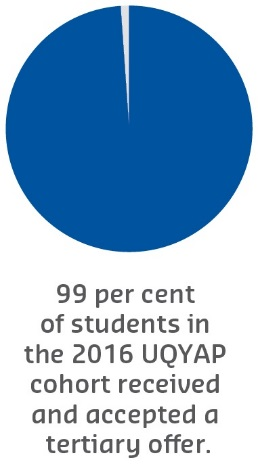 99 per cent
of students in
the 2016 UQYAP
cohort received
and accepted a
tertiary offer.